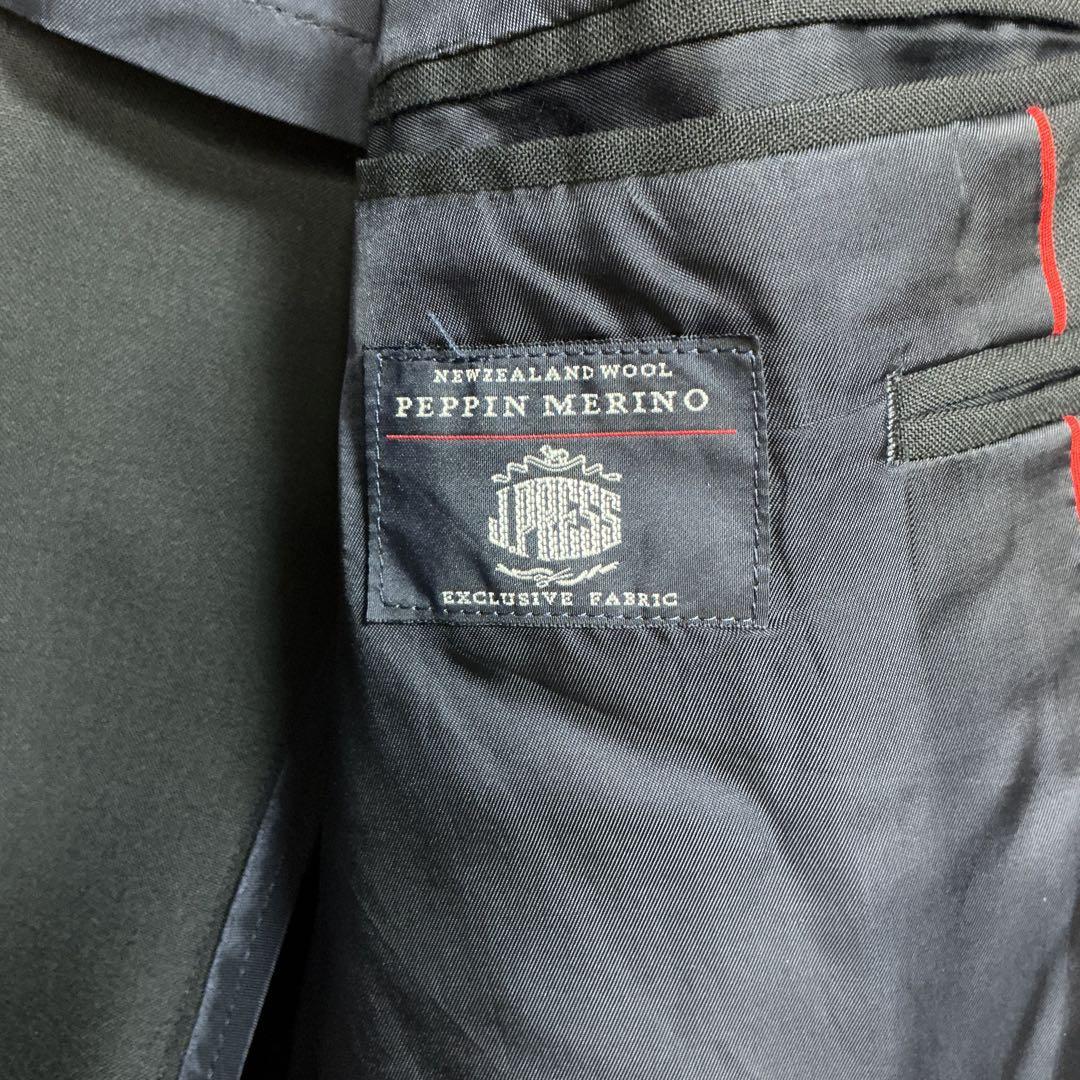 NEWZEALAND WOOL
PEPPIN MERINO
J.PRESS
EXCLUSIVE FABRIC